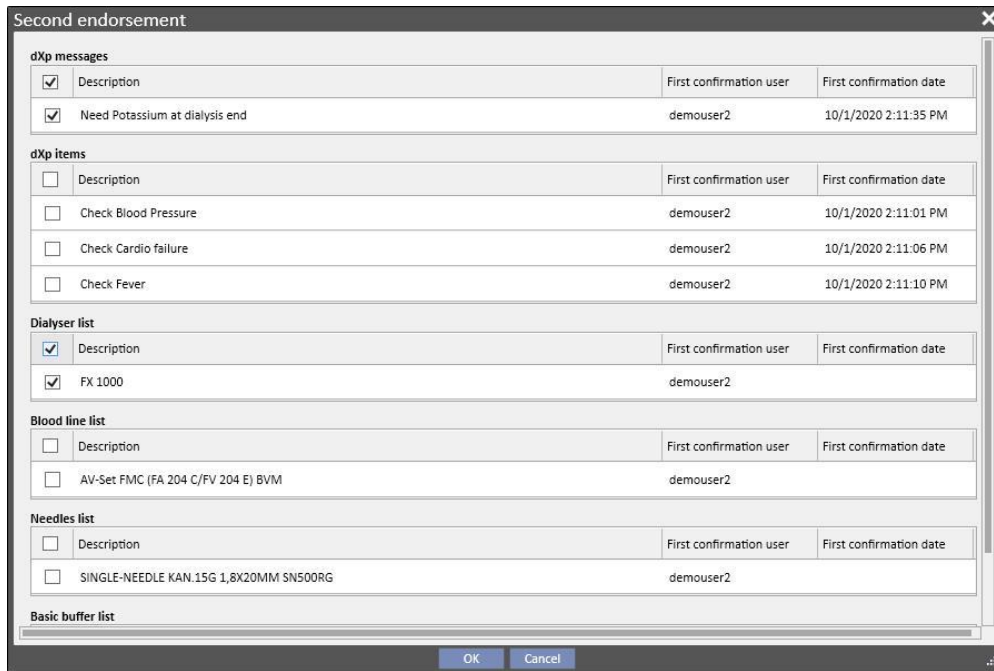 Second endorsement
dXp messages
Description First confirmation user First confirmation date
Need Potassium at dialysis end demouser2 10/1/2020 2:11:35 PM
dXp items
Description First confirmation user First confirmation date
Check Blood Pressure demouser2 10/1/2020 2:11:01 PM
Check Cardio failure demouser2 10/1/2020 2:11:06 PM
Check Fever demouser2 10/1/2020 2:11:10 PM
Dialyser list
Description First confirmation user First confirmation date
FX 1000 demouser2
Blood line list
Description First confirmation user First confirmation date
AV-Set FMC (FA 204 C/FV 204 E) BVM demouser2
Needles list
Description First confirmation user First confirmation date
SINGLE-NEEDLE KAN.15G 1,8X20MM SN500RG demouser2
Basic buffer list
OK Cancel